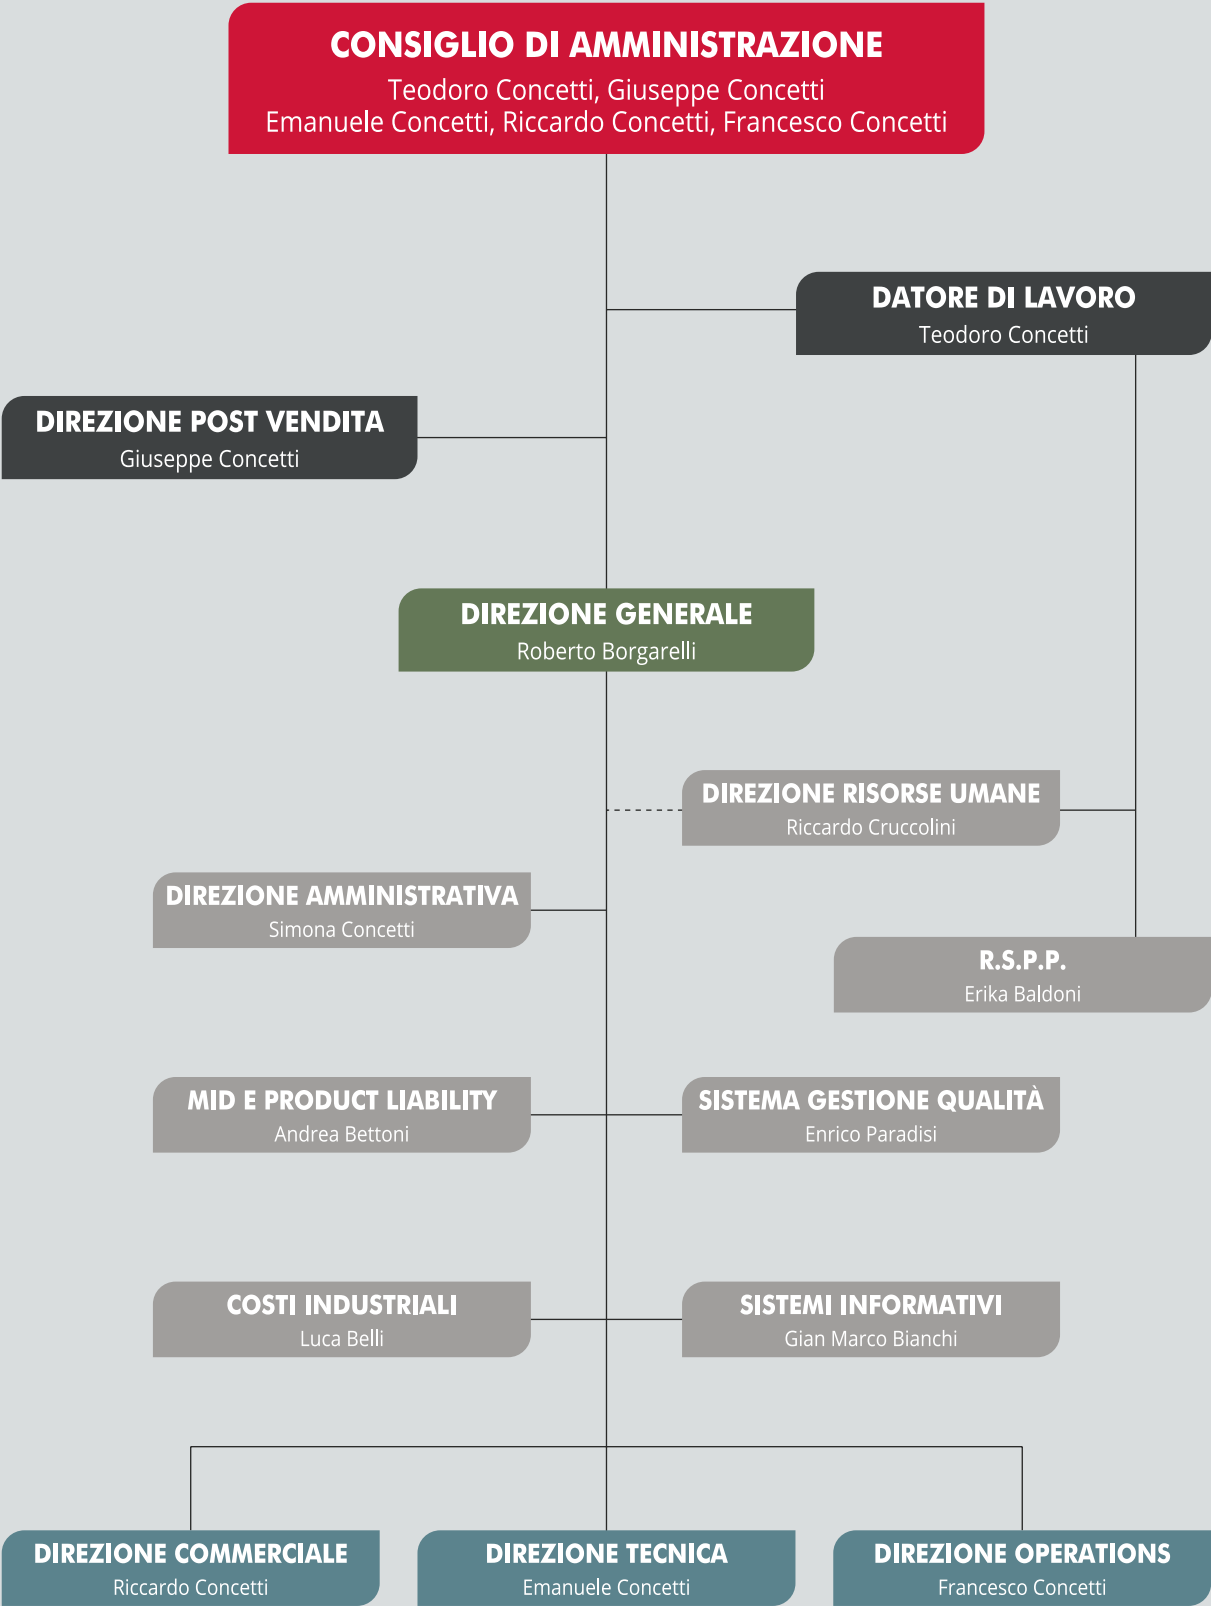 CONSIGLIO DI AMMINISTRAZIONE
Teodoro Concetti, Giuseppe Concetti
Emanuele Concetti, Riccardo Concetti, Francesco Concetti
DATORE DI LAVORO
Teodoro Concetti
DIREZIONE POST VENDITA
Giuseppe Concetti
DIREZIONE GENERALE
Roberto Borgarelli
DIREZIONE RISORSE UMANE
Riccardo Cruccolini
DIREZIONE AMMINISTRATIVA
Simona Concetti
R.S.P.P.
Erika Baldoni
MID E PRODUCT LIABILITY
Andrea Bettoni
SISTEMA GESTIONE QUALITÀ
Enrico Paradisi
COSTI INDUSTRIALI
Luca Belli
SISTEMI INFORMATIVI
Gian Marco Bianchi
DIREZIONE COMMERCIALE
Riccardo Concetti
DIREZIONE TECNICA
Emanuele Concetti
DIREZIONE OPERATIONS
Francesco Concetti